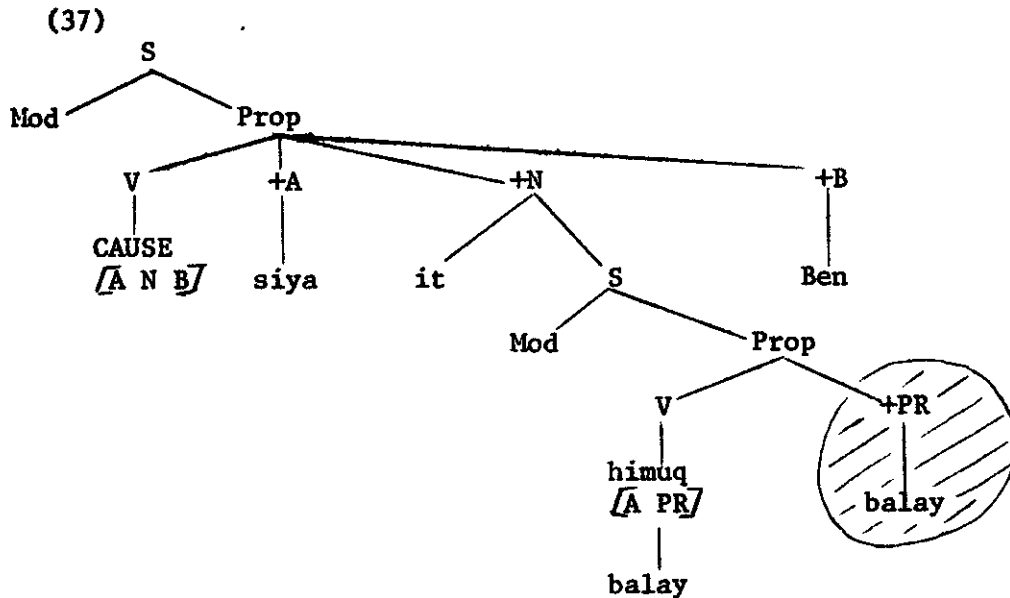 (37)
S
Mod Prop
V +A +N +B
CAUSE
[A N B] siya it S Ben
Mod Prop
V +PR
himuq
[A PR] balay
balay